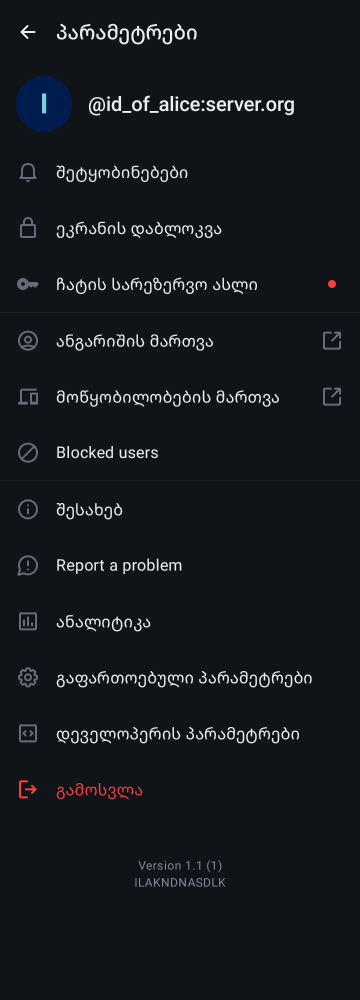 პარამეტრები
I
@id_of_alice:server.org
შეტყობინებები
ეკრანის დაბლოკვა
ჩატის სარეზერვო ასლი
ანგარიშის მართვა
მოწყობილობების მართვა
Blocked users
შესახებ
Report a problem
ანალიტიკა
გაფართოებული პარამეტრები
დეველოპერის პარამეტრები
გამოსვლა
Version 1.1 (1)
ILAKNDNASDLK